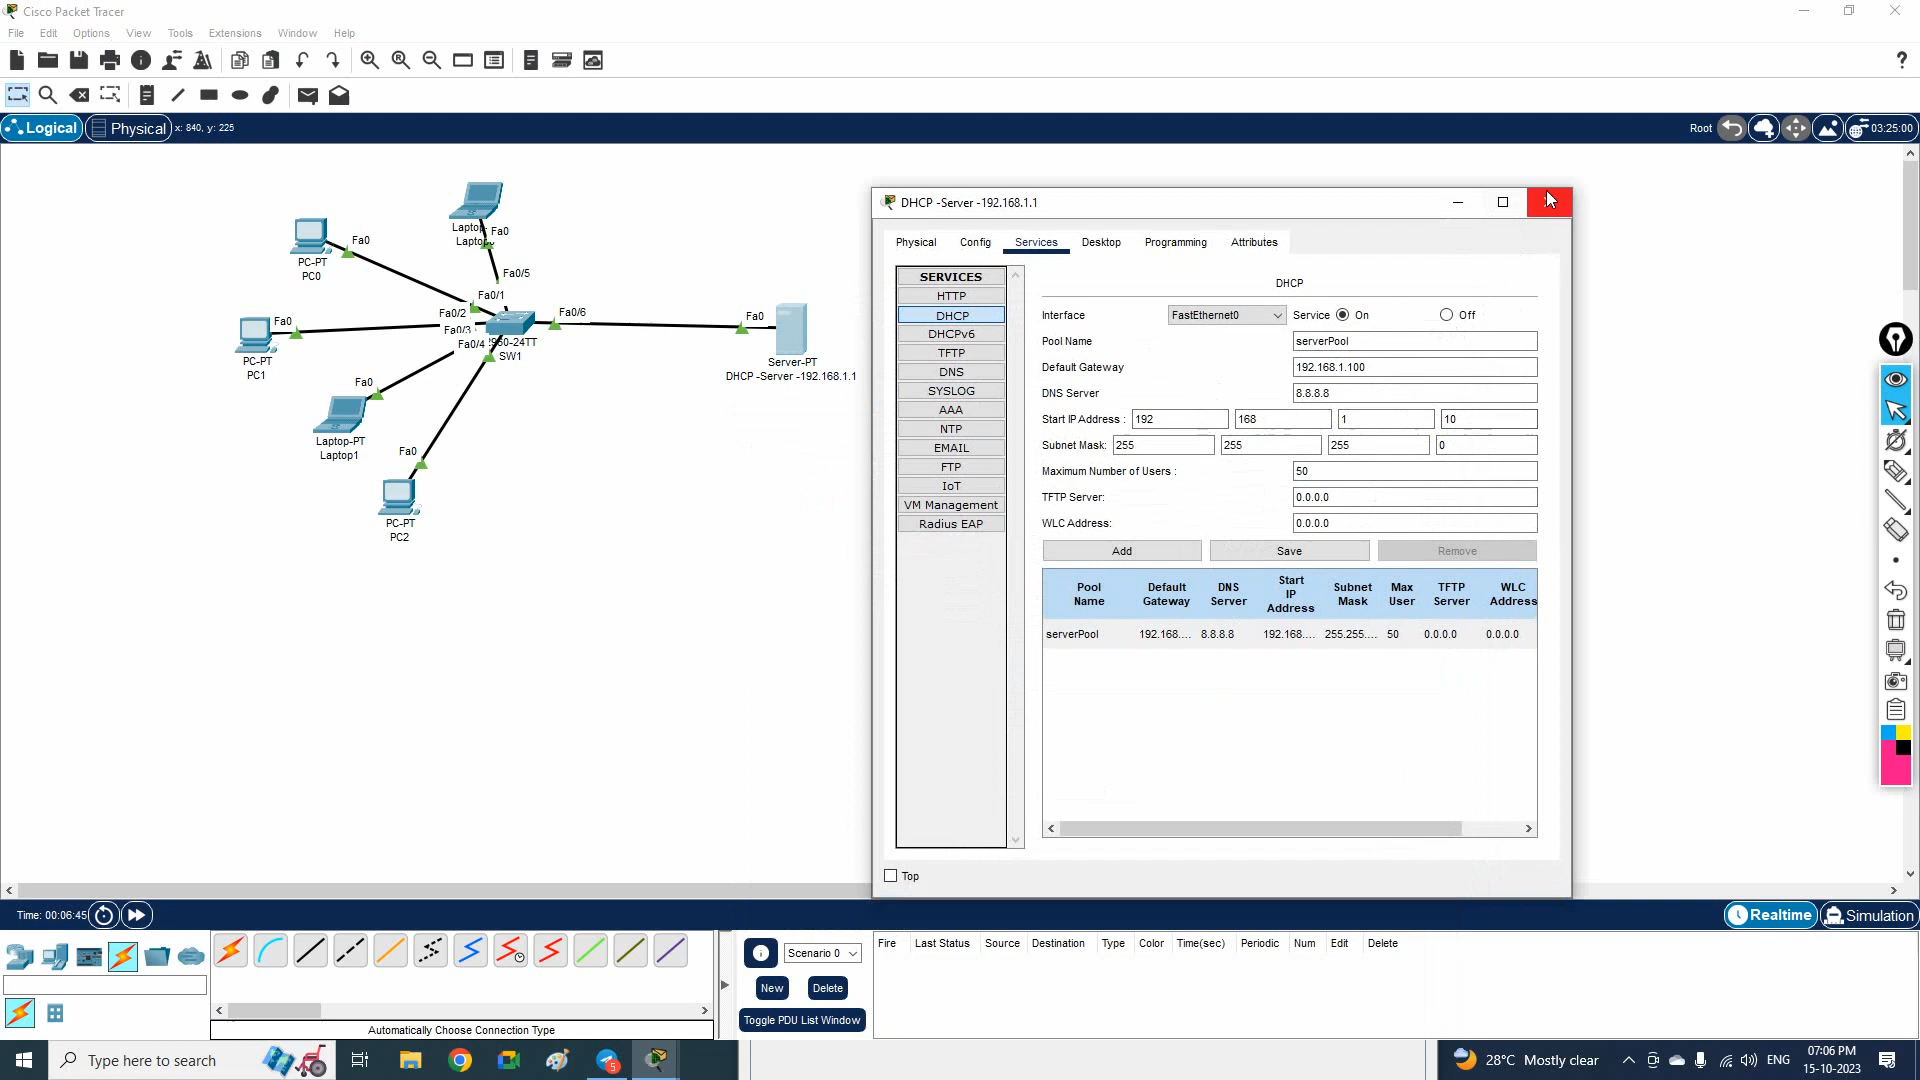 Cisco Packet Tracer
File Edit Options View Tools Extensions Window Help
?
Logical Physical x: 840, y: 225 Root 03:25:00
PC-PT
PC0
Fa0
Laptop
Laptop
Fa0
Fa0/5
Fa0/1
Fa0/2
Fa0/3
Fa0/4
Fa0/6
950-24TT
SW1
Fa0
PC-PT
PC1
Fa0
Laptop-PT
Laptop1
Fa0
PC-PT
PC2
Fa0
Server-PT
DHCP -Server -192.168.1.1
DHCP -Server -192.168.1.1
Physical Config Services Desktop Programming Attributes
SERVICES
HTTP
DHCP
DHCPv6
TFTP
DNS
SYSLOG
AAA
NTP
EMAIL
FTP
IoT
VM Management
Radius EAP
DHCP
Interface FastEthernet0 Service On Off
Pool Name serverPool
Default Gateway 192.168.1.100
DNS Server 8.8.8.8
Start IP Address : 192 168 1 10
Subnet Mask: 255 255 255 0
Maximum Number of Users : 50
TFTP Server: 0.0.0.0
WLC Address: 0.0.0.0
Add Save Remove
Pool Name Default Gateway DNS Server Start IP Address Subnet Mask Max User TFTP Server WLC Address
serverPool 192.168.... 8.8.8.8 192.168.... 255.255.... 50 0.0.0.0 0.0.0.0
Top
Time: 00:06:45 Realtime Simulation
Scenario 0
New Delete
Toggle PDU List Window
Fire Last Status Source Destination Type Color Time(sec) Periodic Num Edit Delete
Automatically Choose Connection Type
Type here to search
5
28°C Mostly clear ENG
07:06 PM
15-10-2023